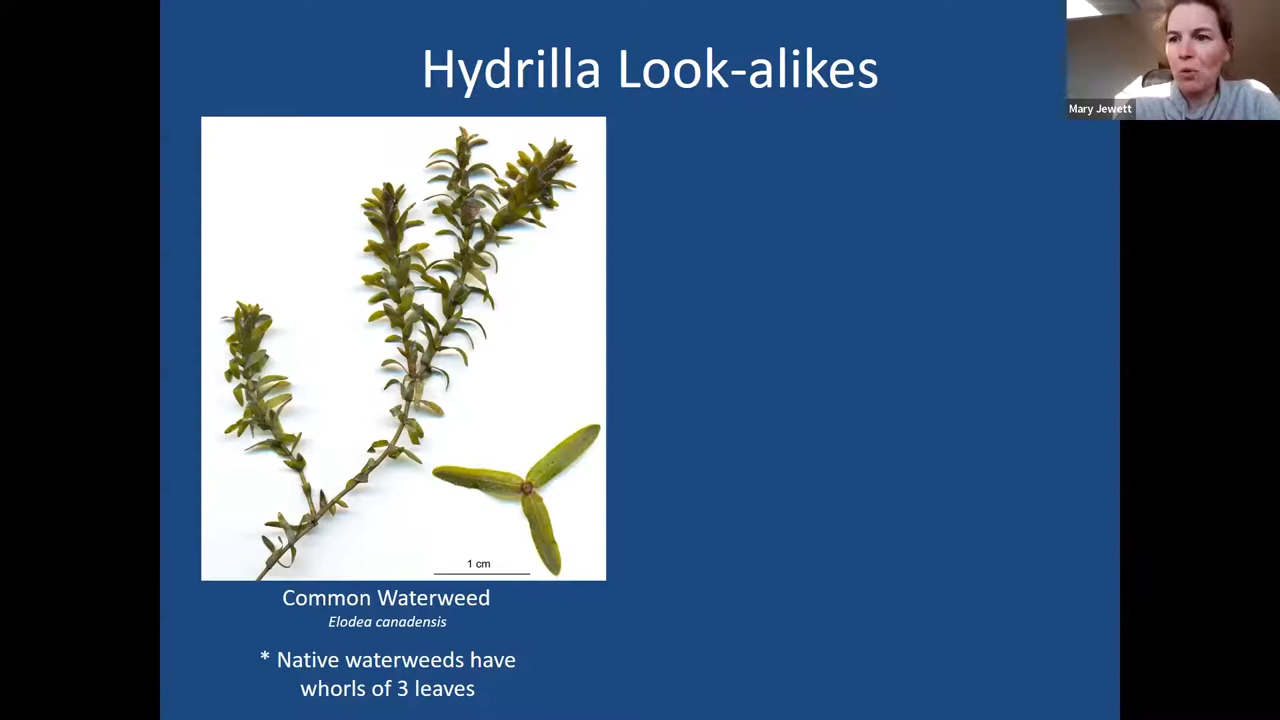 Hydrilla Look-alikes
Mary Jewett
1 cm
Common Waterweed
Elodea canadensis
* Native waterweeds have
whorls of 3 leaves